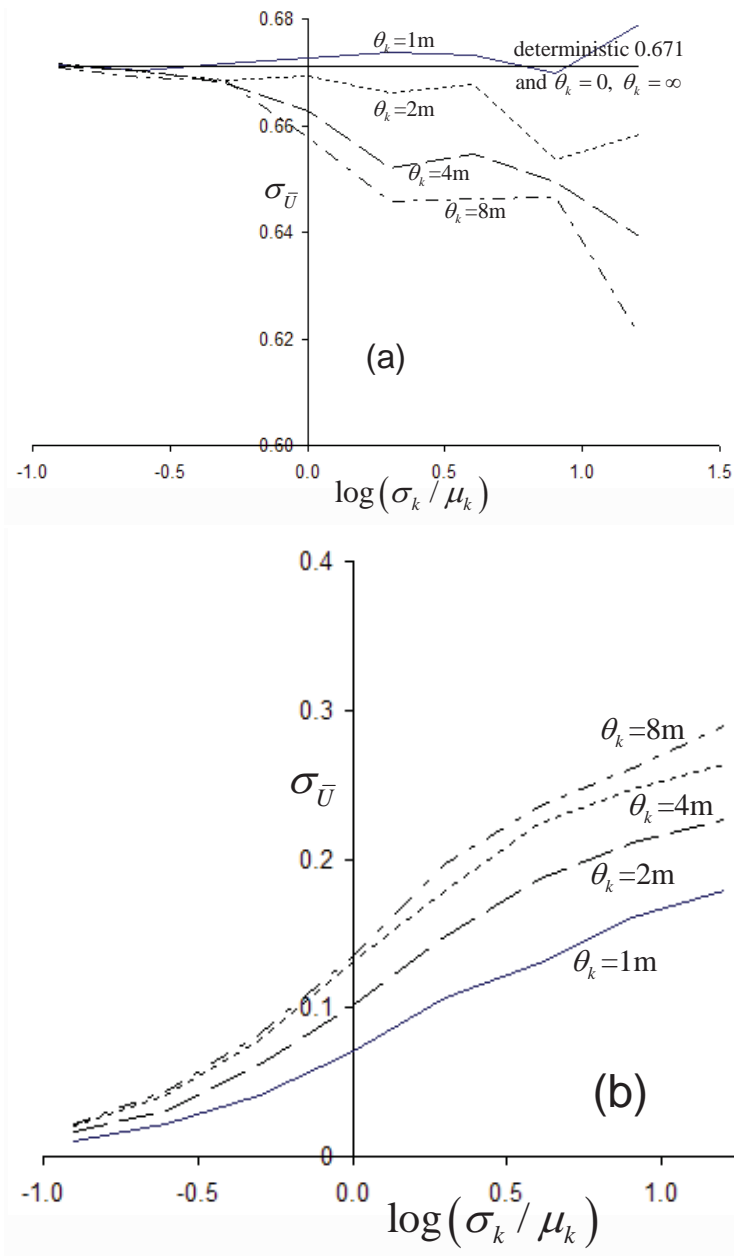 0.68
θₖ=1m
deterministic 0.671
and θₖ = 0, θₖ = ∞
θₖ=2m
0.66
θₖ=4m
σ_Ū
θₖ=8m
0.64
0.62
(a)
0.60
-1.0 -0.5 0.0 0.5 1.0 1.5
log(σₖ / μₖ)
0.4
0.3
θₖ=8m
σ_Ū
θₖ=4m
0.2
θₖ=2m
θₖ=1m
0.1
(b)
0
-1.0 -0.5 0.0 0.5 1.0
log(σₖ / μₖ)